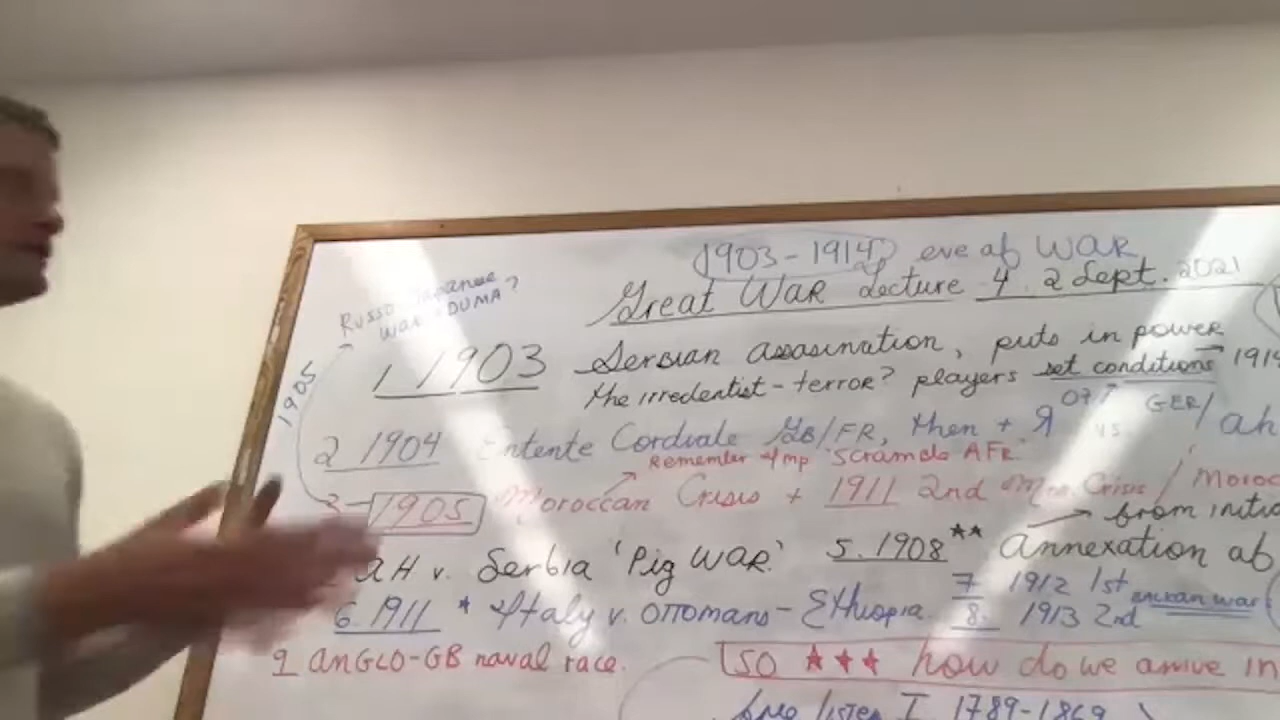 1903-1914 eve of WAR
Great War Lecture 4. 2 Sept. 2021
Russo Japanese
War + DUMA?
1905
1 1903 Serbian assasination, puts in power
the irredentist - terror? players set conditions → 1914
2 1904 Entente Cordiale GB/FR, then + Я 07? vs GER/ ah
Remember Imp 'Scramble AFR.
3 1905 Moroccan Crisis + 1911 2nd Crisis / Moroc
from initia
AH v. Serbia 'Pig WAR' 5. 1908 ** annexation of
6. 1911 * Italy v. Ottomans - Ethiopia.
7 1912 1st war
8. 1913 2nd
9 ANGLO-GB naval race.
SO ★★★ how do we arrive in
I 1789-1869